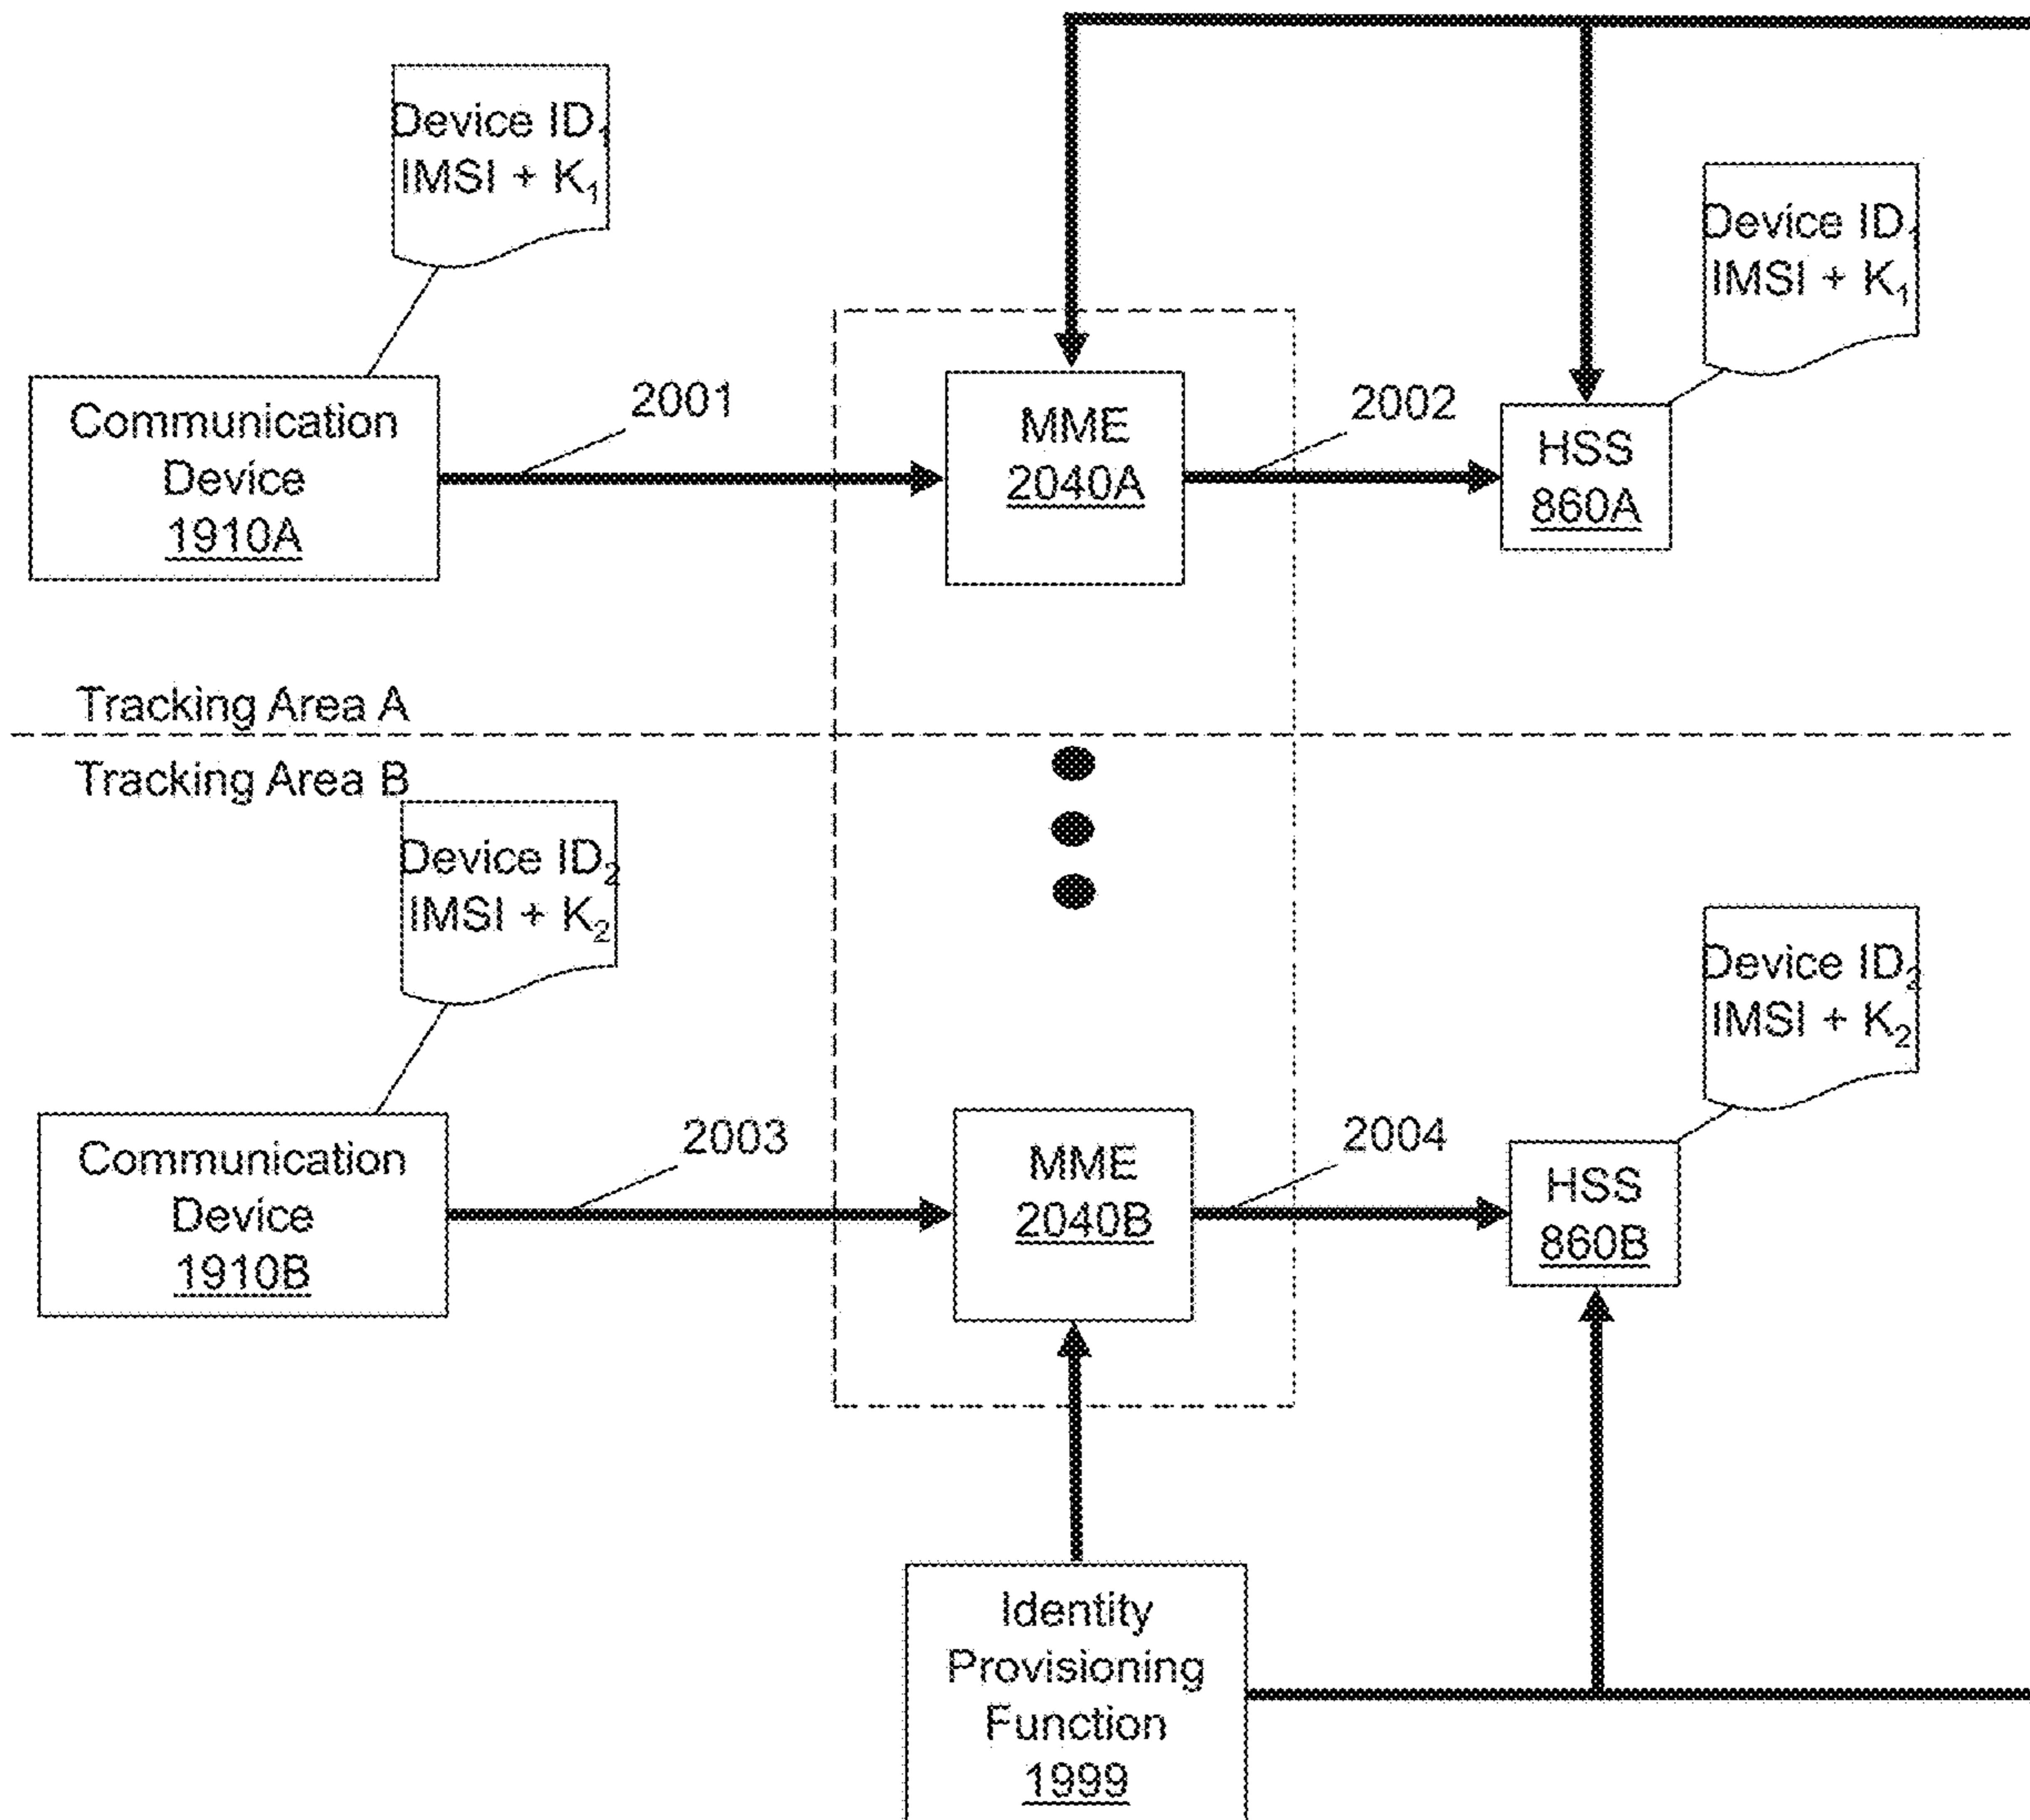 Device ID₁
IMSI + K₁
Device ID₁
IMSI + K₁
Communication
Device
1910A
2001
MME
2040A
2002
HSS
860A
Tracking Area A
Tracking Area B
Device ID₂
IMSI + K₂
Device ID₂
IMSI + K₂
Communication
Device
1910B
2003
MME
2040B
2004
HSS
860B
Identity
Provisioning
Function
1999